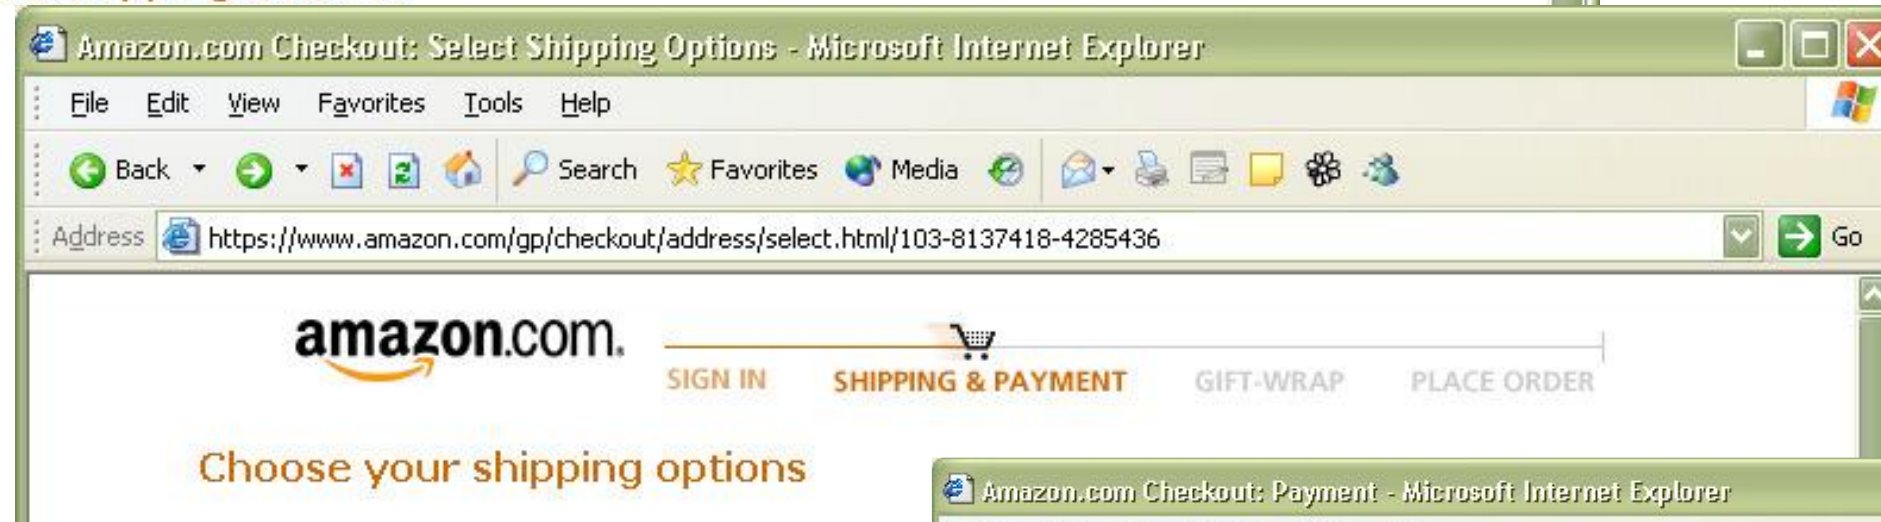 Amazon.com Checkout: Select Shipping Options - Microsoft Internet Explorer
File Edit View Favorites Tools Help
Back Search Favorites Media
Address https://www.amazon.com/gp/checkout/address/select.html/103-8137418-4285436 Go
amazon.com.
SIGN IN SHIPPING & PAYMENT GIFT-WRAP PLACE ORDER
Choose your shipping options
Amazon.com Checkout: Payment - Microsoft Internet Explorer